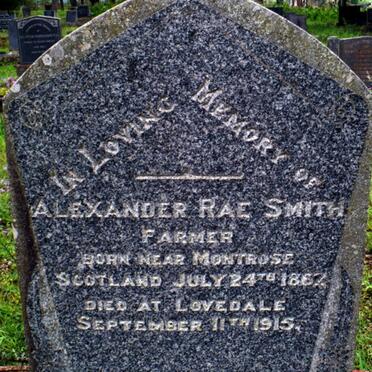 In Loving Memory of
Alexander Rae Smith
Farmer
Born near Montrose
Scotland July 24th 1867.
Died at Lovedale
September 11th 1915.